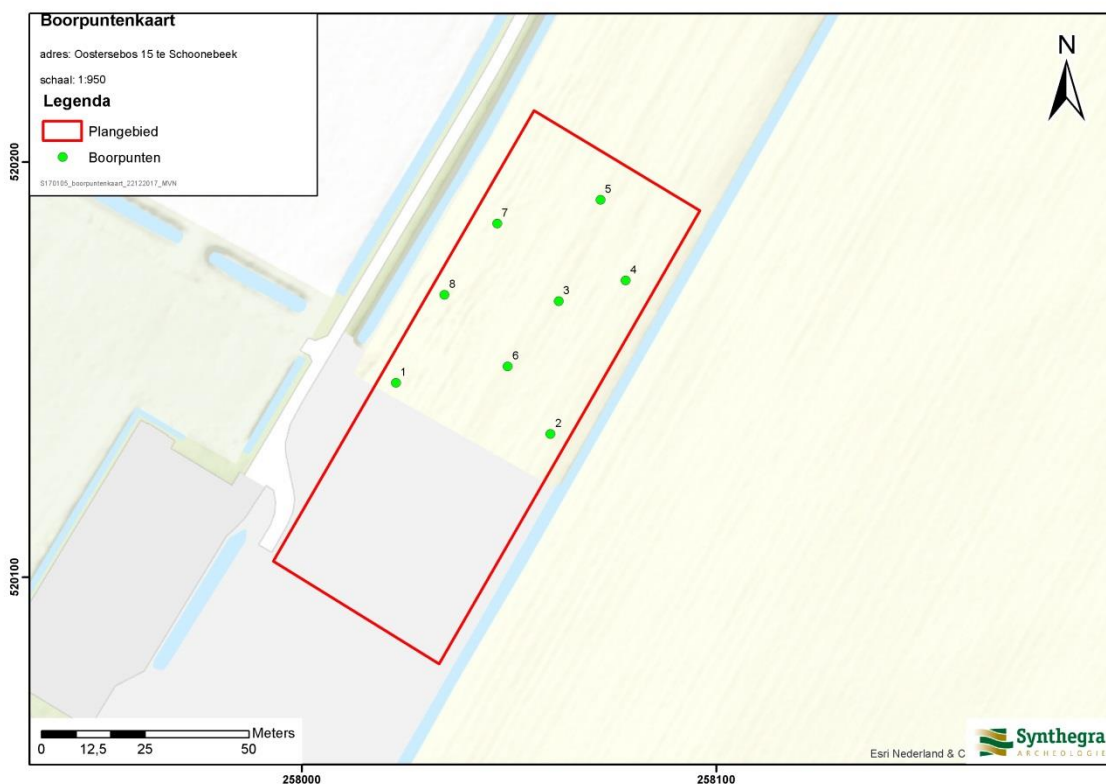 Boorpuntenkaart
adres: Oostersebos 15 te Schoonebeek
schaal: 1:950
Legenda
Plangebied
Boorpunten
S170105_boorpuntenkaart_22122017_MVN
N
520200
5
7
4
8
3
6
1
2
520100
Meters
0 12,5 25 50
Esri Nederland & C
Synthegra
ARCHEOLOGIE
258000 258100